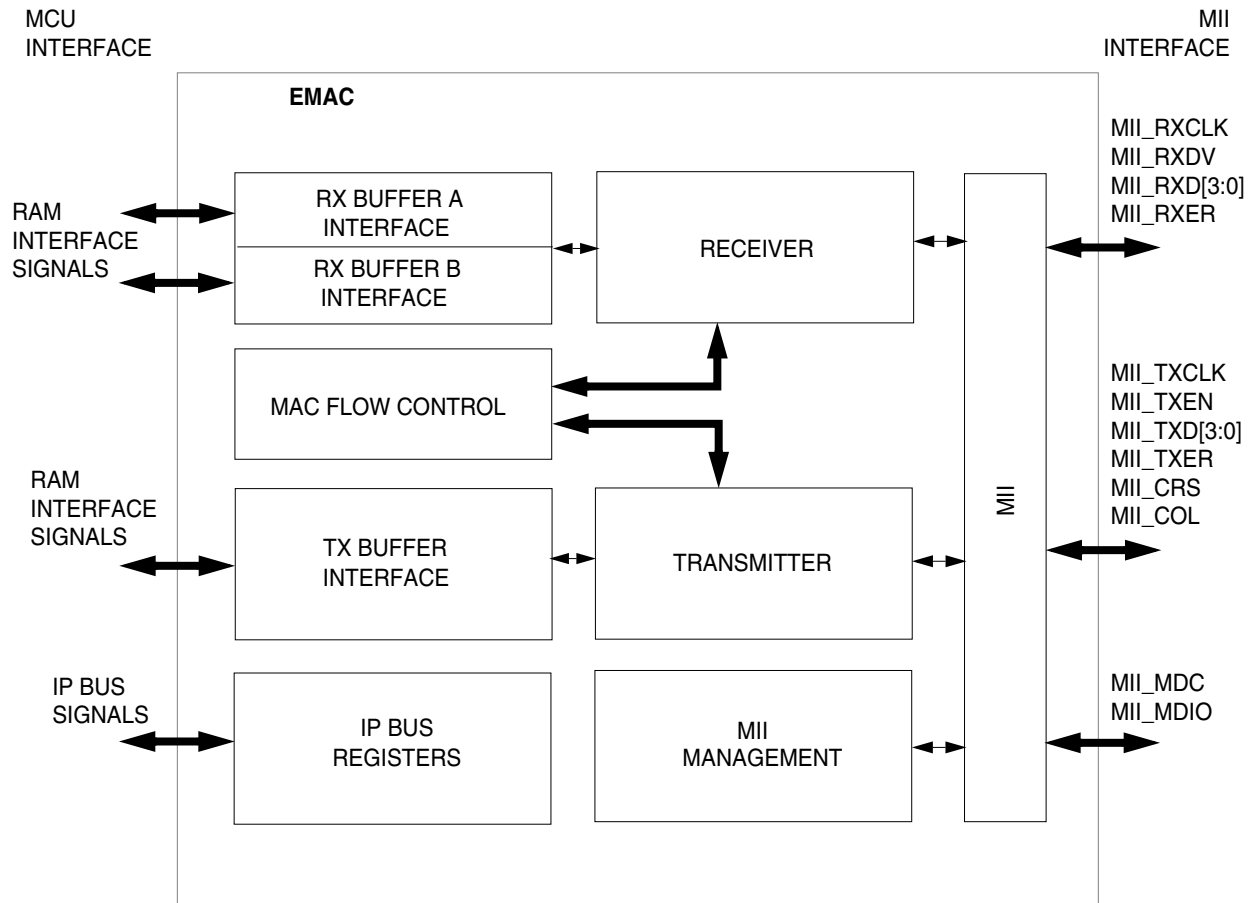 MCU
INTERFACE
MII
INTERFACE
EMAC
RAM
INTERFACE
SIGNALS
RX BUFFER A
INTERFACE
RX BUFFER B
INTERFACE
RECEIVER
MII_RXCLK
MII_RXDV
MII_RXD[3:0]
MII_RXER
MAC FLOW CONTROL
RAM
INTERFACE
SIGNALS
TX BUFFER
INTERFACE
TRANSMITTER
MII
MII_TXCLK
MII_TXEN
MII_TXD[3:0]
MII_TXER
MII_CRS
MII_COL
IP BUS
SIGNALS
IP BUS
REGISTERS
MII
MANAGEMENT
MII_MDC
MII_MDIO